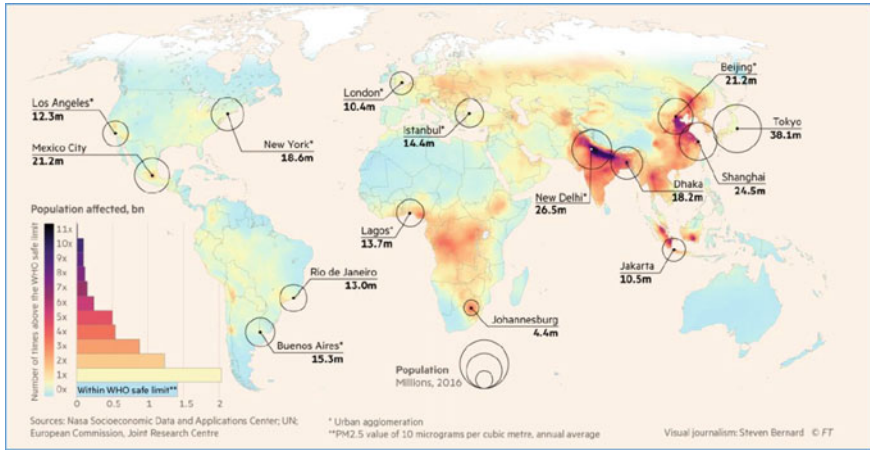 Los Angeles*
12.3m
Mexico City
21.2m
New York*
18.6m
London*
10.4m
Istanbul*
14.4m
Beijing*
21.2m
Tokyo
38.1m
Shanghai
24.5m
Dhaka
18.2m
New Delhi*
26.5m
Lagos*
13.7m
Jakarta
10.5m
Rio de Janeiro
13.0m
Johannesburg
4.4m
Buenos Aires*
15.3m
Population affected, bn
Number of times above the WHO safe limit
11x
10x
9x
8x
7x
6x
5x
4x
3x
2x
1x
0x
Within WHO safe limit**
0
0.5
1
1.5
2
Population
Millions, 2016
Sources: Nasa Socioeconomic Data and Applications Center; UN;
European Commission, Joint Research Centre
* Urban agglomeration
**PM2.5 value of 10 micrograms per cubic metre, annual average
Visual journalism: Steven Bernard © FT